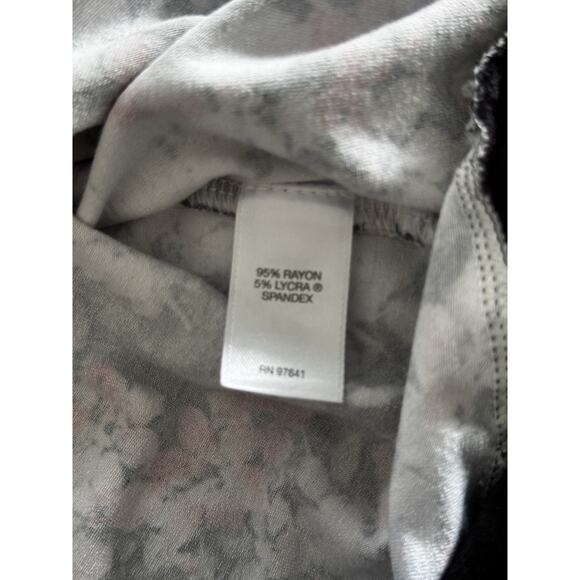 95% RAYON
5% LYCRA ®
SPANDEX
RN 97641